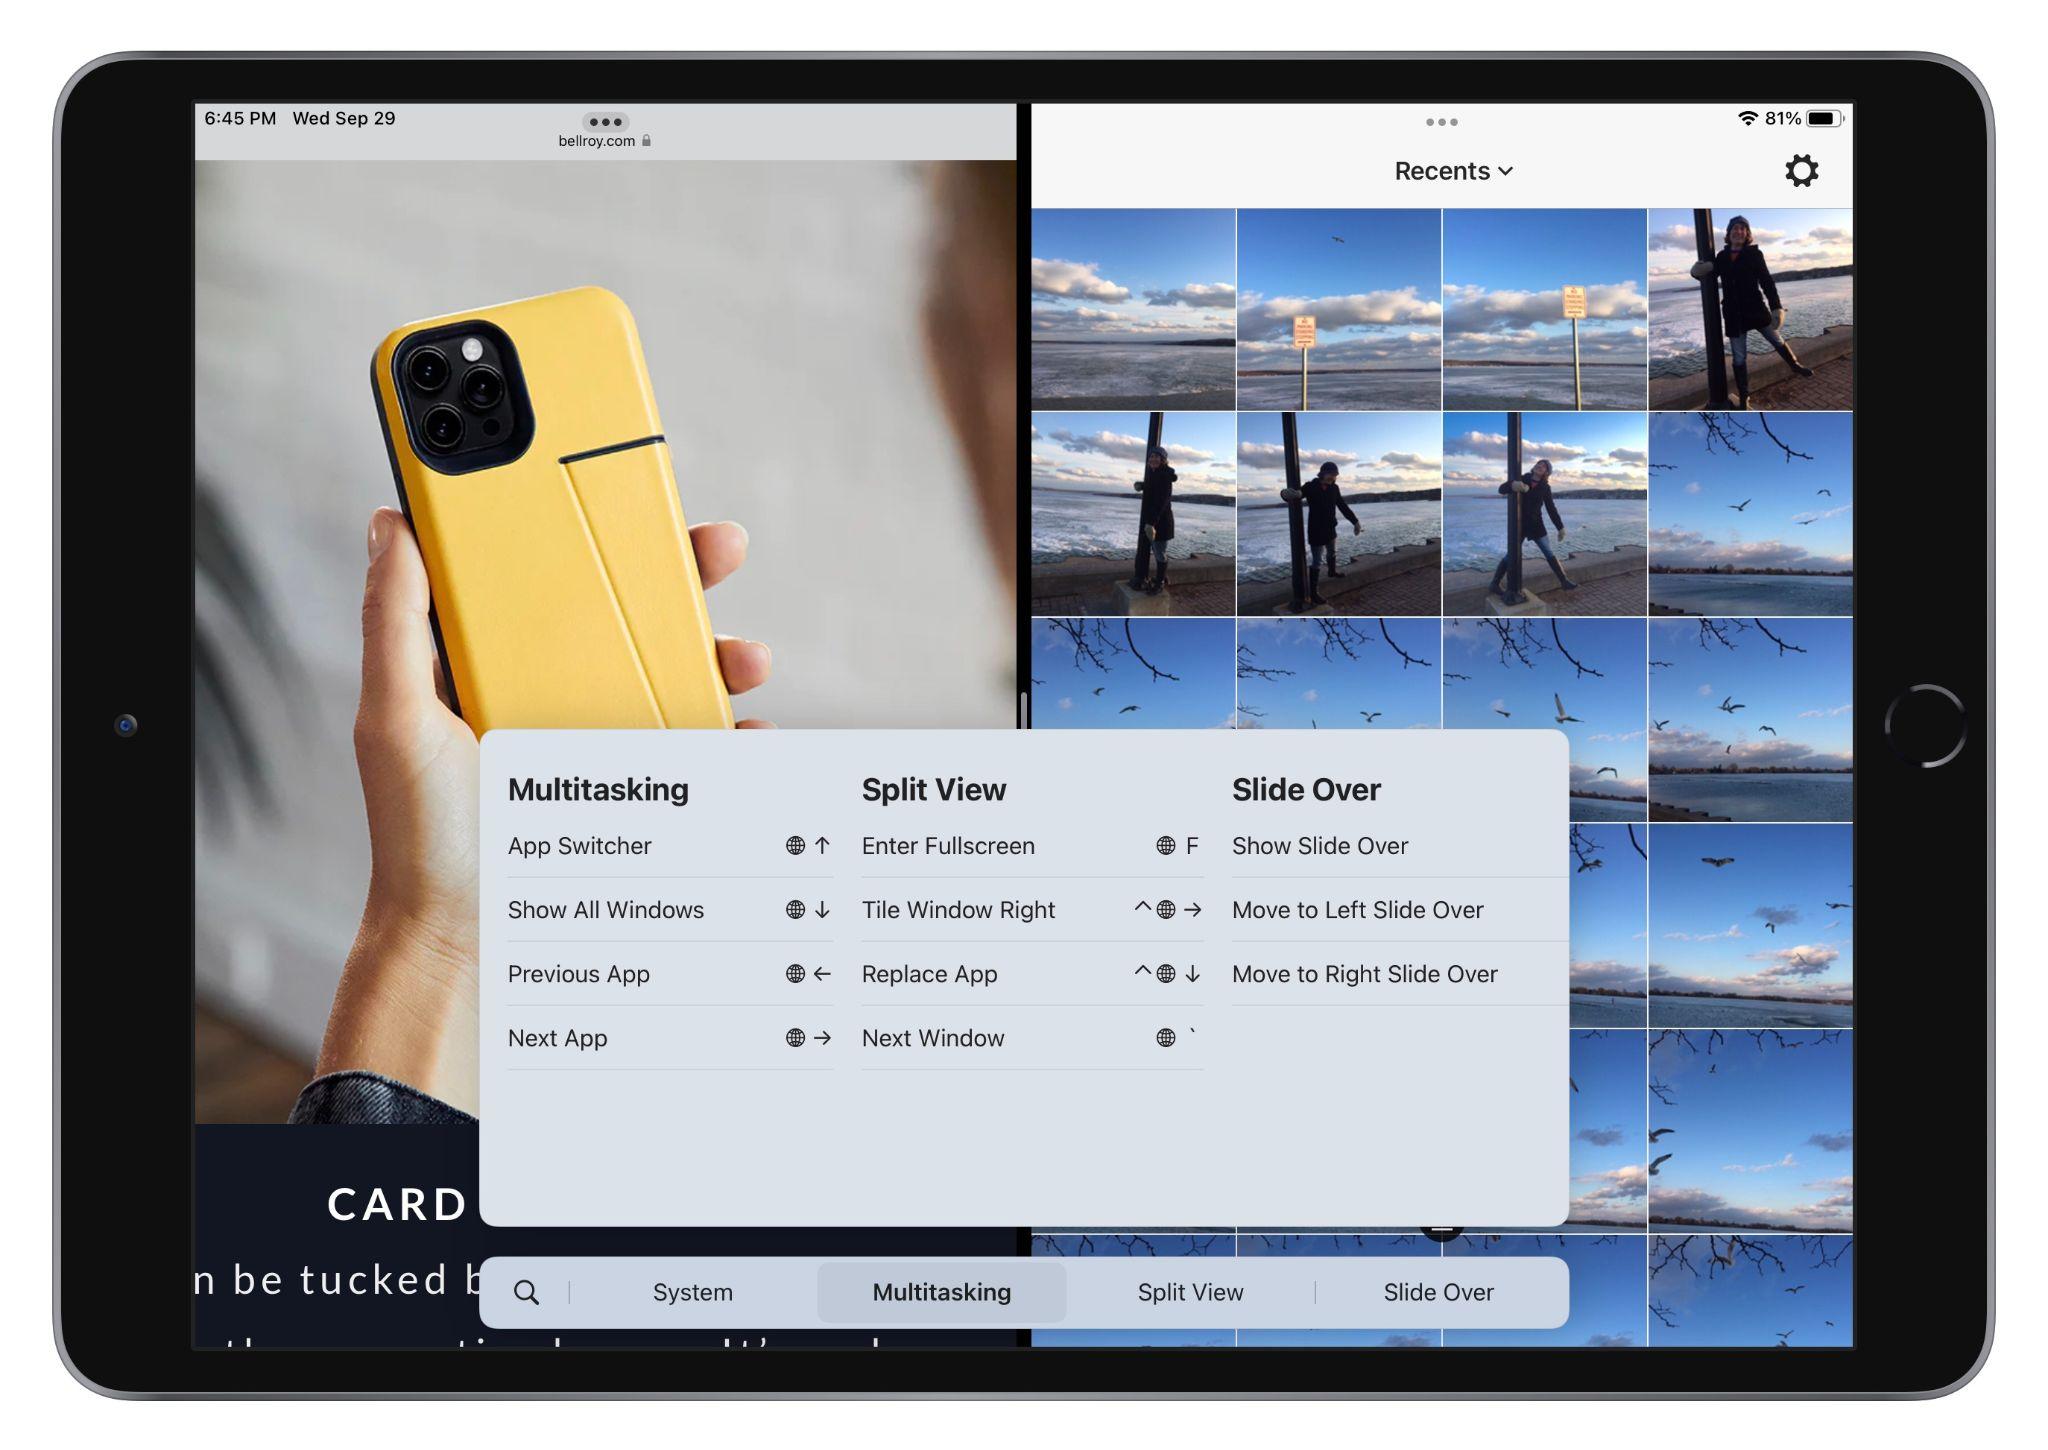 6:45 PM Wed Sep 29
bellroy.com
81%
Recents
Multitasking
App Switcher 🌐 ↑
Show All Windows 🌐 ↓
Previous App 🌐 ←
Next App 🌐 →
Split View
Enter Fullscreen 🌐 F
Tile Window Right ^ 🌐 →
Replace App ^ 🌐 ↓
Next Window 🌐 `
Slide Over
Show Slide Over
Move to Left Slide Over
Move to Right Slide Over
CARD
n be tucked b
System
Multitasking
Split View
Slide Over